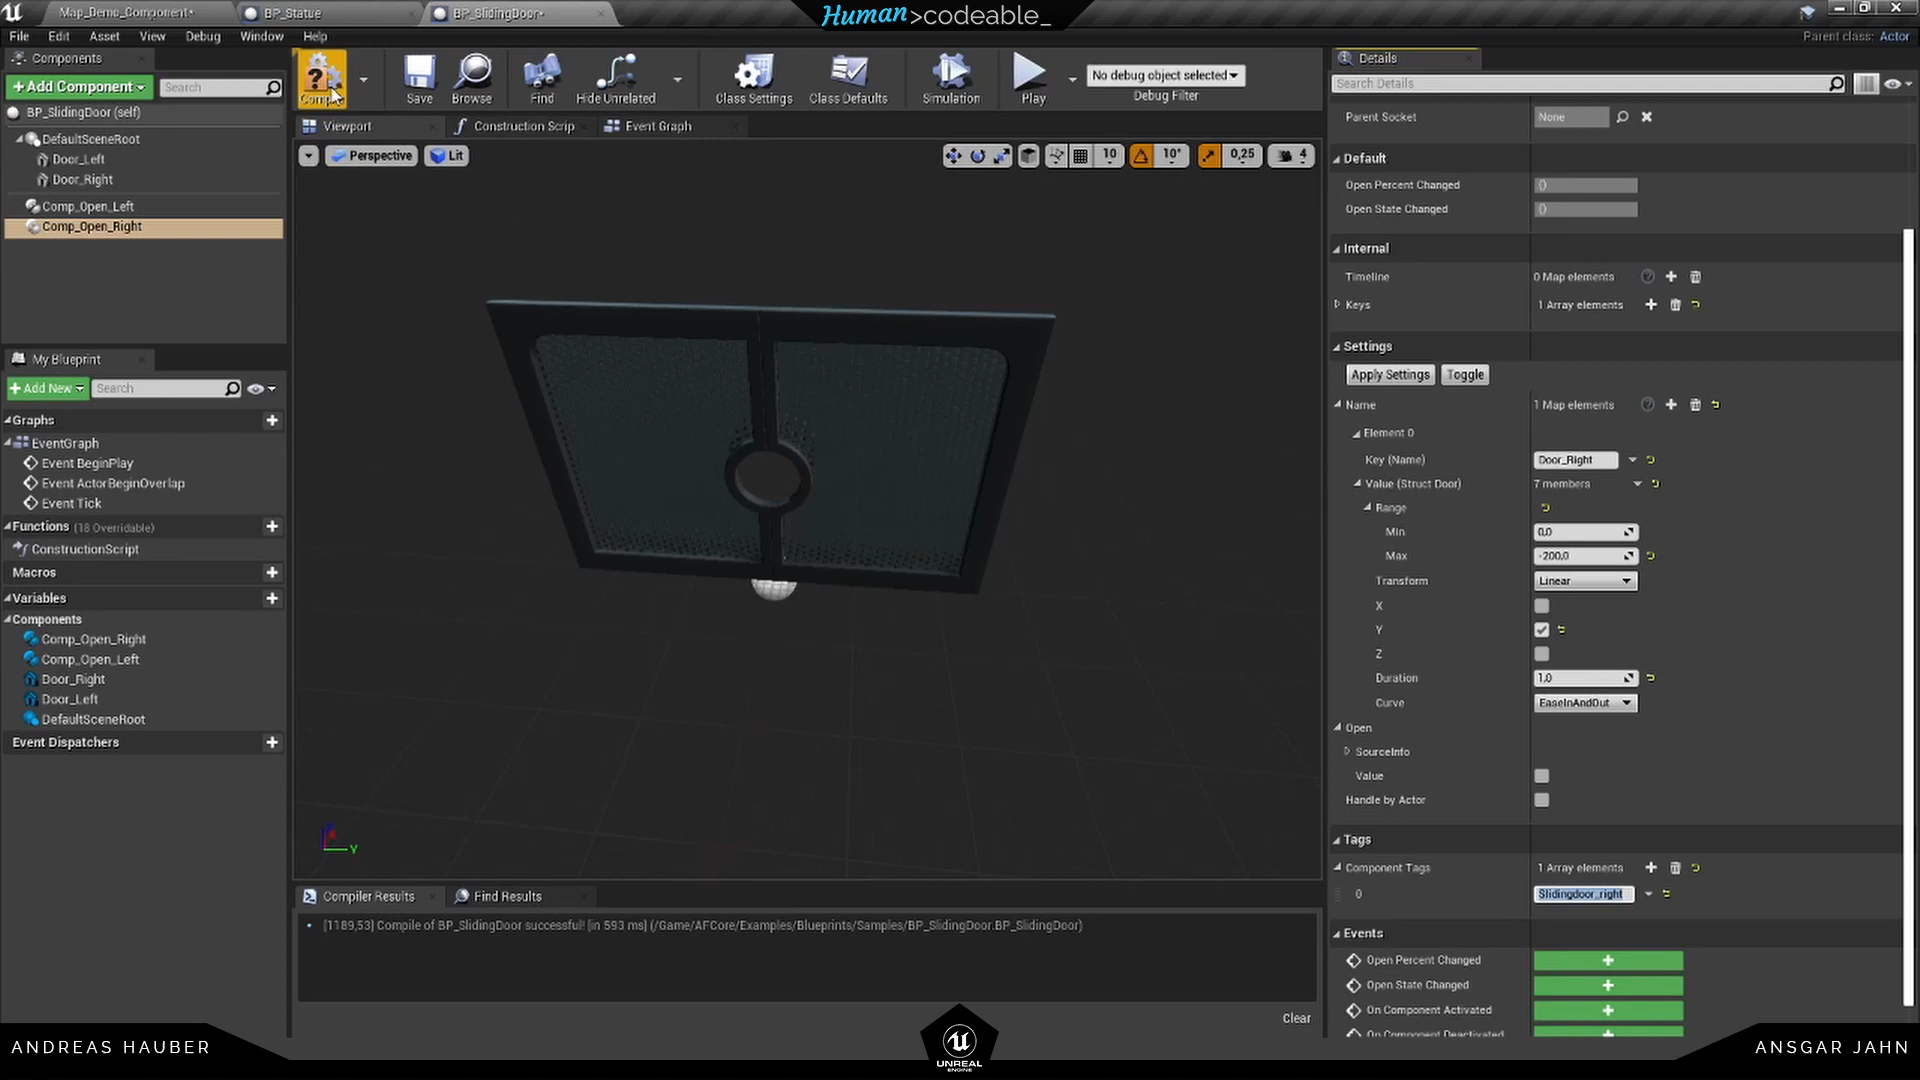 Map_Demo_Component*
BP_Statue
BP_SlidingDoor*
Human>codeable_
File Edit Asset View Debug Window Help
Parent class: Actor
Components
+Add Component
Search
BP_SlidingDoor (self)
DefaultSceneRoot
Door_Left
Door_Right
Comp_Open_Left
Comp_Open_Right
My Blueprint
+Add New
Search
Graphs
EventGraph
Event BeginPlay
Event ActorBeginOverlap
Event Tick
Functions (18 Overridable)
ConstructionScript
Macros
Variables
Components
Comp_Open_Right
Comp_Open_Left
Door_Right
Door_Left
DefaultSceneRoot
Event Dispatchers
Save
Browse
Find
Hide Unrelated
Class Settings
Class Defaults
Simulation
Play
No debug object selected
Debug Filter
Viewport
Construction Scrip
Event Graph
Perspective
Lit
10
10°
0,25
4
Y
Compiler Results
Find Results
[1189,53] Compile of BP_SlidingDoor successful! [in 593 ms] (/Game/AFCore/Examples/Blueprints/Samples/BP_SlidingDoor.BP_SlidingDoor)
Clear
Details
Search Details
Parent Socket None
Default
Open Percent Changed ()
Open State Changed ()
Internal
Timeline 0 Map elements
Keys 1 Array elements
Settings
Apply Settings Toggle
Name 1 Map elements
Element 0
Key (Name) Door_Right
Value (Struct Door) 7 members
Range
Min 0,0
Max -200,0
Transform Linear
X
Y
Z
Duration 1,0
Curve EaseInAndOut
Open
SourceInfo
Value
Handle by Actor
Tags
Component Tags 1 Array elements
0 Slidingdoor_right
Events
Open Percent Changed
Open State Changed
On Component Activated
On Component Deactivated
ANDREAS HAUBER
UNREAL
ENGINE
ANSGAR JAHN